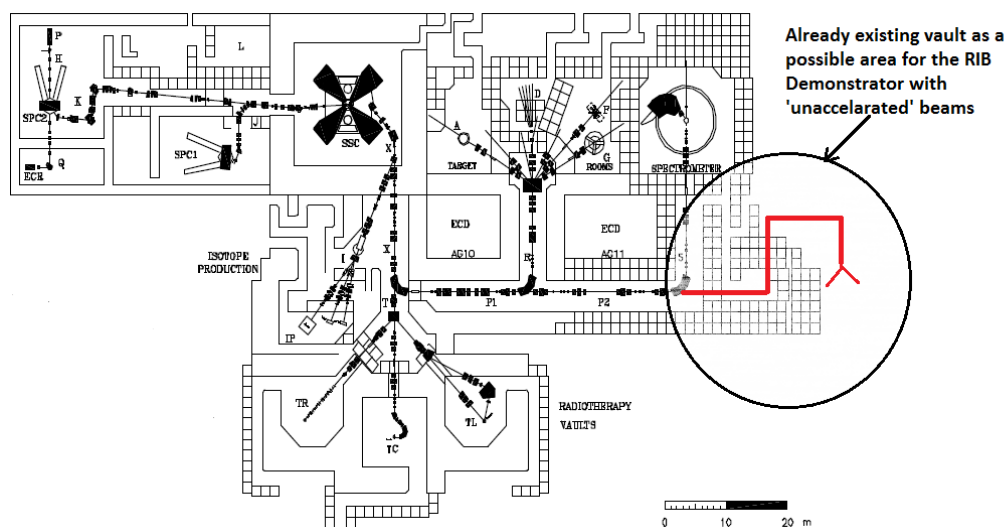 Already existing vault as a
possible area for the RIB
Demonstrator with
'unaccelarated' beams
P
H
K
SPC2
Q
ECR
L
J
SPC1
SSC
X
A
D
F
G
TARGET
ROOMS
SPECTROMETER
ISOTOPE
PRODUCTION
I
X
ECD
AG10
R
ECD
AG11
S
T
P1
P2
IP
TR
TC
TL
RADIOTHERAPY
VAULTS
0 10 20 m